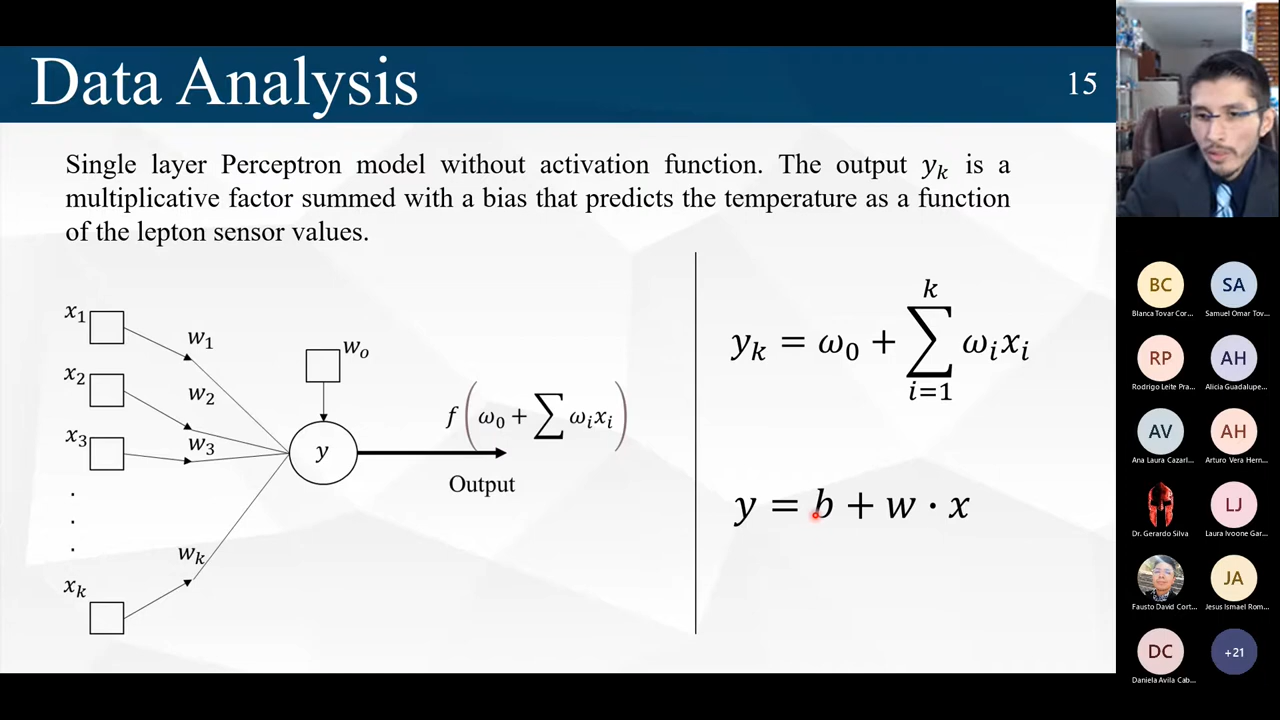 Data Analysis
15
Single layer Perceptron model without activation function. The output yₖ is a
multiplicative factor summed with a bias that predicts the temperature as a function
of the lepton sensor values.
x₁
w₁
x₂
w₂
x₃
w₃
.
.
.
wₖ
xₖ
wₒ
y
f(ω₀ + ∑ ωᵢxᵢ)
Output
yₖ = ω₀ + ∑ᵢ₌₁ᵏ ωᵢxᵢ
y = b + w · x
BC
Blanca Tovar Cor...
SA
Samuel Omar Tov...
RP
Rodrigo Leite Pra...
AH
Alicia Guadalupe...
AV
Ana Laura Cazarl...
AH
Arturo Vera Hern...
Dr. Gerardo Silva
LJ
Laura Ivoone Gar...
Fausto David Cort...
JA
Jesus Ismael Rom...
DC
Daniela Avila Cab...
+21